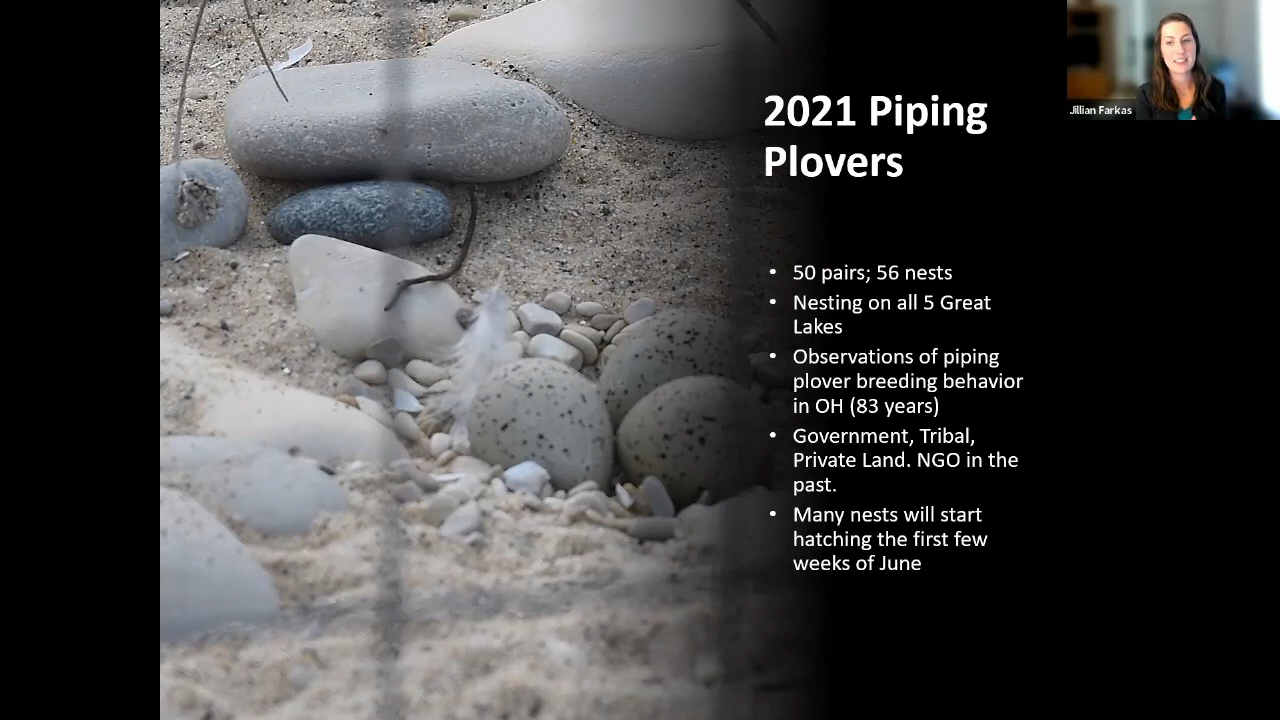 2021 Piping
Plovers
• 50 pairs; 56 nests
• Nesting on all 5 Great
Lakes
• Observations of piping
plover breeding behavior
in OH (83 years)
• Government, Tribal,
Private Land. NGO in the
past.
• Many nests will start
hatching the first few
weeks of June
Jillian Farkas